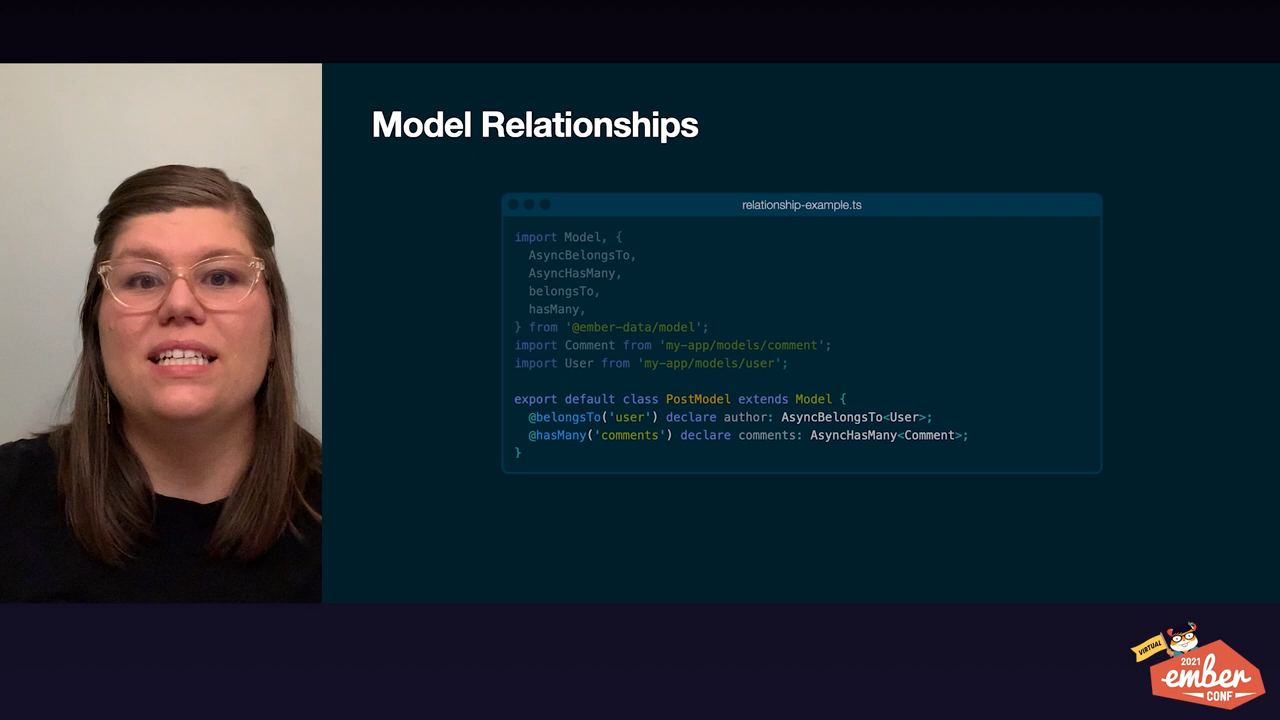 Model Relationships
relationship-example.ts
import Model, {
  AsyncBelongsTo,
  AsyncHasMany,
  belongsTo,
  hasMany,
} from '@ember-data/model';
import Comment from 'my-app/models/comment';
import User from 'my-app/models/user';

export default class PostModel extends Model {
  @belongsTo('user') declare author: AsyncBelongsTo<User>;
  @hasMany('comments') declare comments: AsyncHasMany<Comment>;
}
VIRTUAL
2021
ember
CONF